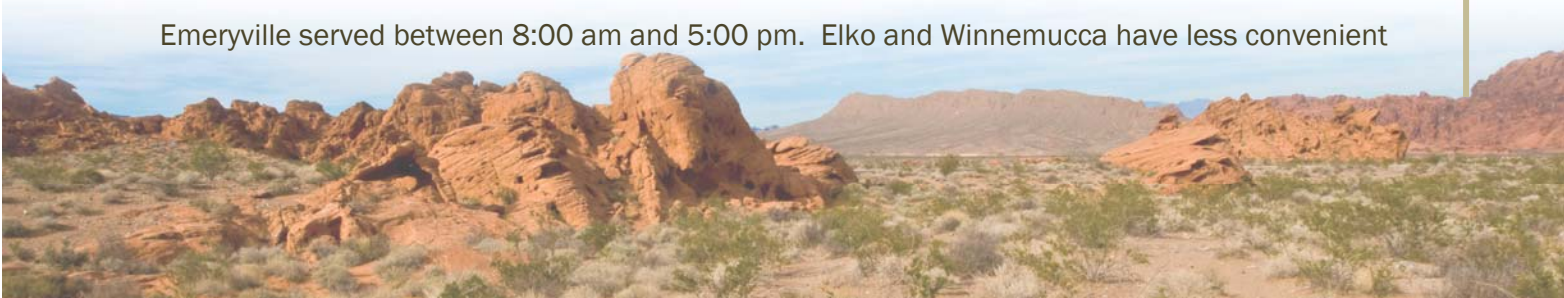 Emeryville served between 8:00 am and 5:00 pm.  Elko and Winnemucca have less convenient